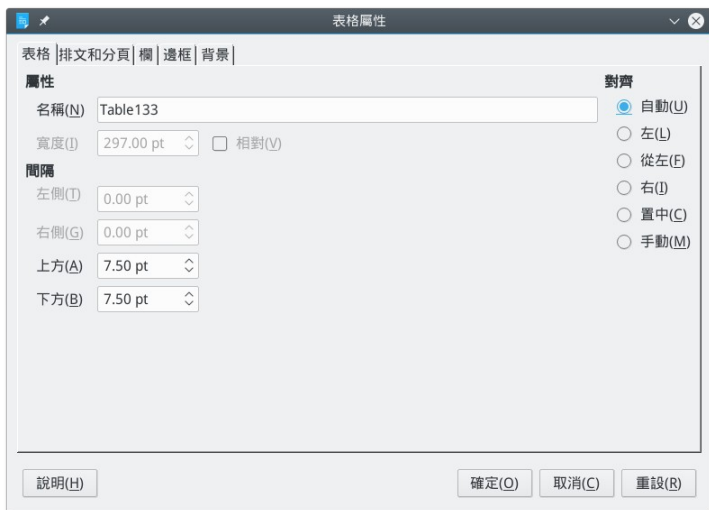 表格屬性
表格 排文和分頁 欄 邊框 背景
屬性
名稱(N) Table133
寬度(I) 297.00 pt 相對(V)
間隔
左側(T) 0.00 pt
右側(G) 0.00 pt
上方(A) 7.50 pt
下方(B) 7.50 pt
對齊
自動(U)
左(L)
從左(F)
右(I)
置中(C)
手動(M)
說明(H) 確定(O) 取消(C) 重設(R)